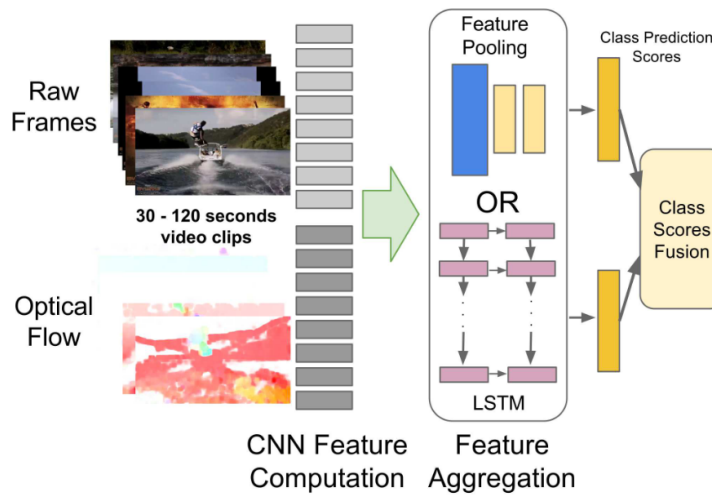 Raw
Frames
30 - 120 seconds
video clips
Optical
Flow
CNN Feature
Computation
Feature
Pooling
OR
LSTM
Feature
Aggregation
Class Prediction
Scores
Class
Scores
Fusion